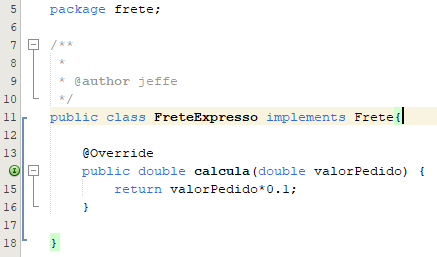 5 package frete;
6
7 /**
8 *
9 * @author jeffe
10 */
11 public class FreteExpresso implements Frete{
12
13 @Override
public double calcula(double valorPedido) {
15 return valorPedido*0.1;
16 }
17
18 }